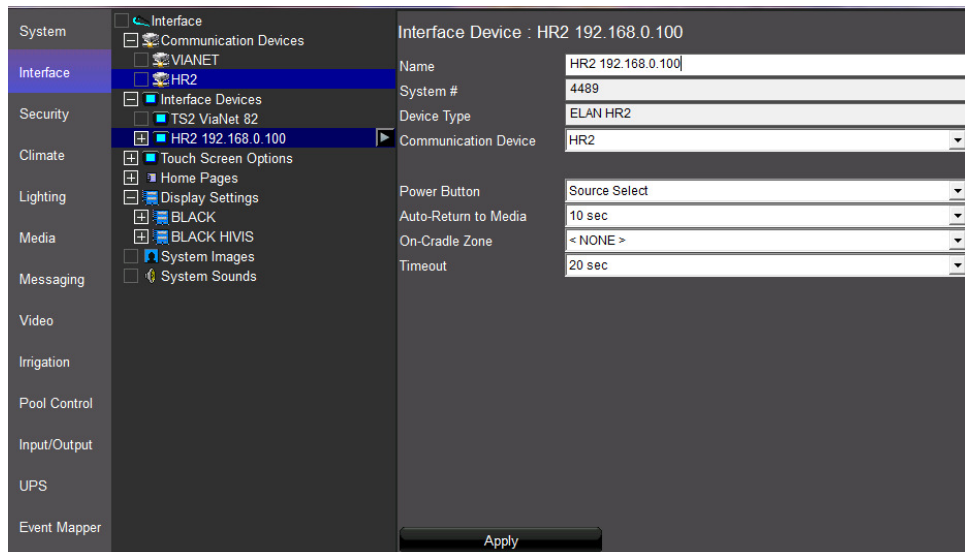 System
Interface
Security
Climate
Lighting
Media
Messaging
Video
Irrigation
Pool Control
Input/Output
UPS
Event Mapper
Interface
Communication Devices
VIANET
HR2
Interface Devices
TS2 ViaNet 82
HR2 192.168.0.100
Touch Screen Options
Home Pages
Display Settings
BLACK
BLACK HIVIS
System Images
System Sounds
Interface Device : HR2 192.168.0.100
Name HR2 192.168.0.100
System # 4489
Device Type ELAN HR2
Communication Device HR2
Power Button Source Select
Auto-Return to Media 10 sec
On-Cradle Zone < NONE >
Timeout 20 sec
Apply